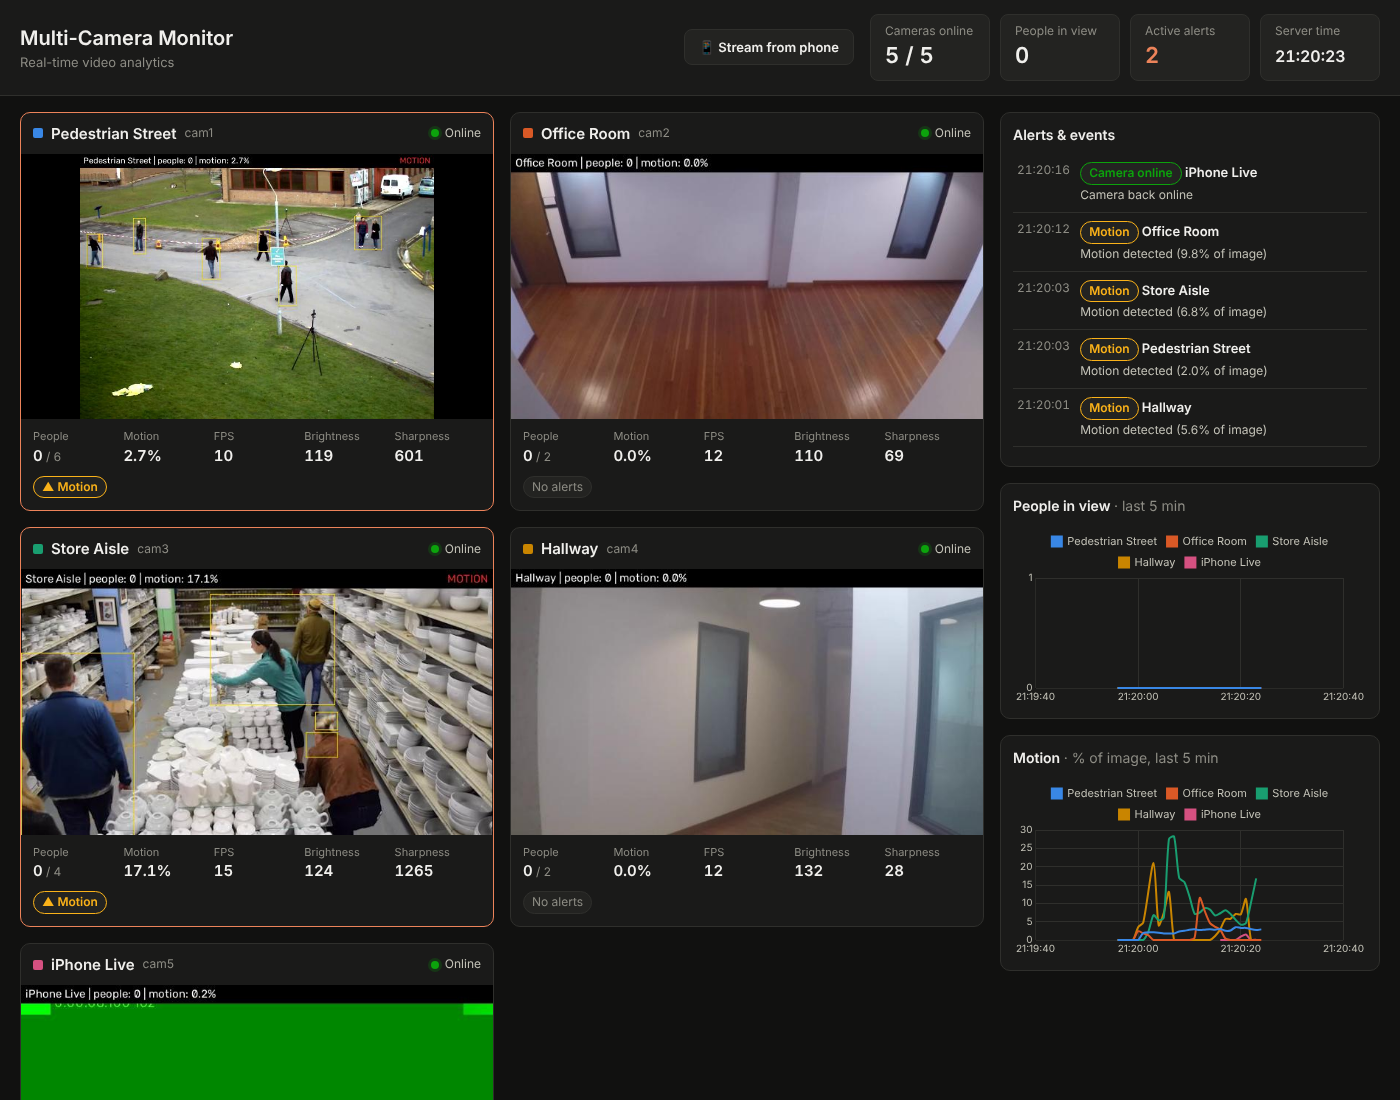 Multi-Camera Monitor
Real-time video analytics
Stream from phone
Cameras online
5 / 5
People in view
0
Active alerts
2
Server time
21:20:23
Pedestrian Street cam1 Online
Pedestrian Street | people: 0 | motion: 2.7% MOTION
People Motion FPS Brightness Sharpness
0 / 6 2.7% 10 119 601
Motion
Office Room cam2 Online
Office Room | people: 0 | motion: 0.0%
People Motion FPS Brightness Sharpness
0 / 2 0.0% 12 110 69
No alerts
Store Aisle cam3 Online
Store Aisle | people: 0 | motion: 17.1% MOTION
People Motion FPS Brightness Sharpness
0 / 4 17.1% 15 124 1265
Motion
Hallway cam4 Online
Hallway | people: 0 | motion: 0.0%
People Motion FPS Brightness Sharpness
0 / 2 0.0% 12 132 28
No alerts
iPhone Live cam5 Online
iPhone Live | people: 0 | motion: 0.2%
Alerts & events
21:20:16 Camera online iPhone Live
Camera back online
21:20:12 Motion Office Room
Motion detected (9.8% of image)
21:20:03 Motion Store Aisle
Motion detected (6.8% of image)
21:20:03 Motion Pedestrian Street
Motion detected (2.0% of image)
21:20:01 Motion Hallway
Motion detected (5.6% of image)
People in view · last 5 min
Pedestrian Street Office Room Store Aisle
Hallway iPhone Live
1
0
21:19:40 21:20:00 21:20:20 21:20:40
Motion · % of image, last 5 min
Pedestrian Street Office Room Store Aisle
Hallway iPhone Live
30
25
20
15
10
5
0
21:19:40 21:20:00 21:20:20 21:20:40